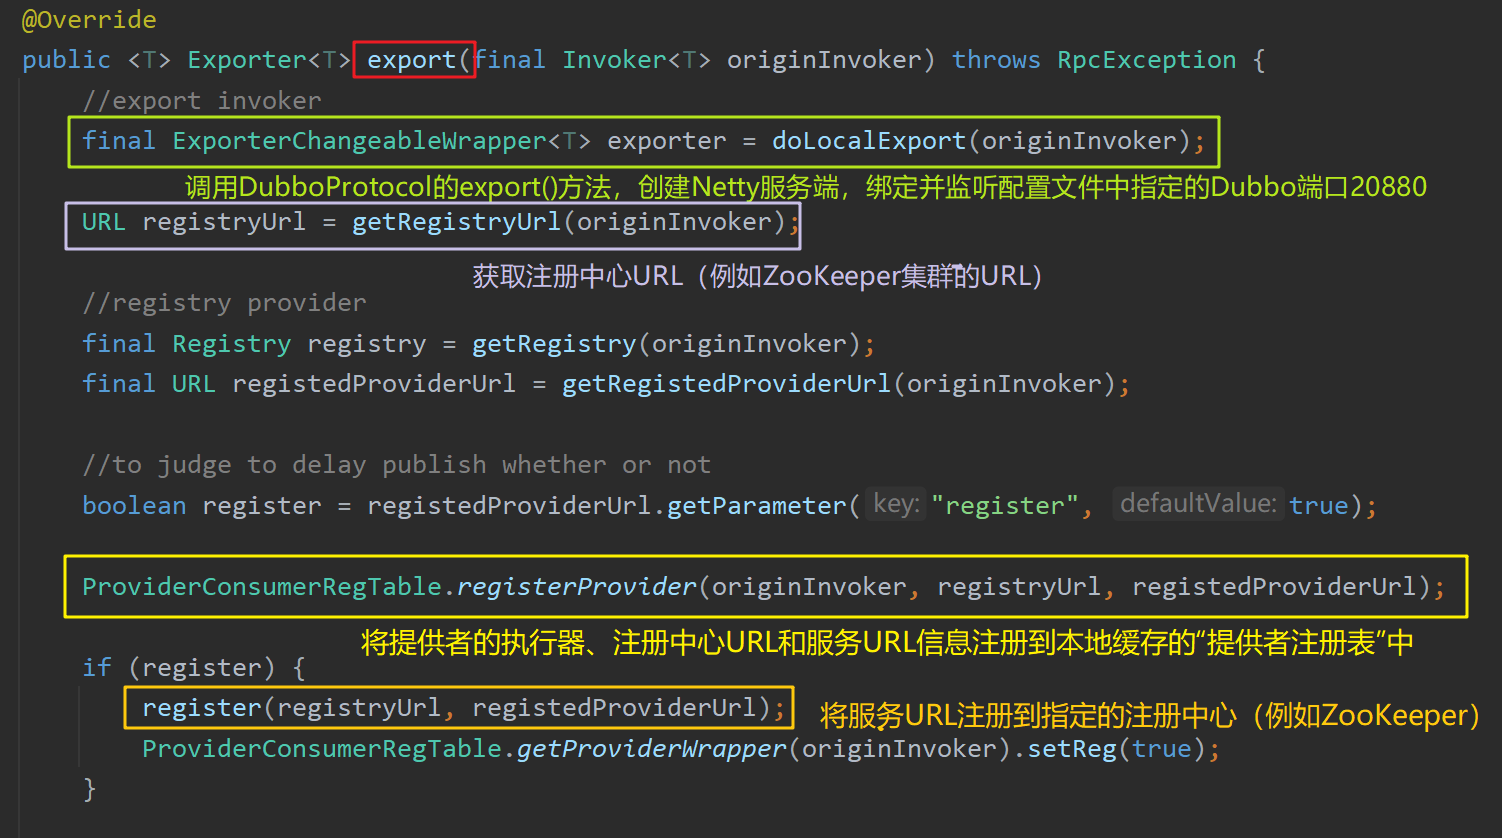 @Override
public <T> Exporter<T> export(final Invoker<T> originInvoker) throws RpcException {
//export invoker
final ExporterChangeableWrapper<T> exporter = doLocalExport(originInvoker);
调用DubboProtocol的export()方法，创建Netty服务端，绑定并监听配置文件中指定的Dubbo端口20880
URL registryUrl = getRegistryUrl(originInvoker);
获取注册中心URL（例如ZooKeeper集群的URL）
//registry provider
final Registry registry = getRegistry(originInvoker);
final URL registedProviderUrl = getRegistedProviderUrl(originInvoker);
//to judge to delay publish whether or not
boolean register = registedProviderUrl.getParameter( key: "register", defaultValue: true);
ProviderConsumerRegTable.registerProvider(originInvoker, registryUrl, registedProviderUrl);
将提供者的执行器、注册中心URL和服务URL信息注册到本地缓存的“提供者注册表”中
if (register) {
register(registryUrl, registedProviderUrl); 将服务URL注册到指定的注册中心（例如ZooKeeper）
ProviderConsumerRegTable.getProviderWrapper(originInvoker).setReg(true);
}